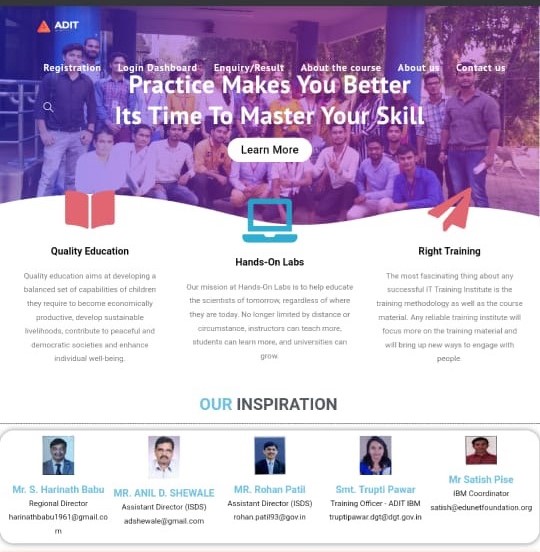 ADIT
Registration Login Dashboard Enquiry/Result About the course About us Contact us
Practice Makes You Better
Its Time To Master Your Skill
Learn More
Quality Education
Quality education aims at developing a
balanced set of capabilities of children
they require to become economically
productive, develop sustainable
livelihoods, contribute to peaceful and
democratic societies and enhance
individual well-being.
Hands-On Labs
Our mission at Hands-On Labs is to help educate
the scientists of tomorrow, regardless of where
they are today. No longer limited by distance or
circumstance, instructors can teach more,
students can learn more, and universities can
grow.
Right Training
The most fascinating thing about any
successful IT Training Institute is the
training methodology as well as the course
material. Any reliable training institute will
focus more on the training material and
will bring up new ways to engage with
people
OUR INSPIRATION
Mr. S. Harinath Babu
Regional Director
harinathbabu1961@gmail.co
m
MR. ANIL D. SHEWALE
Assistant Director (ISDS)
adshewale@gmail.com
MR. Rohan Patil
Assistant Director (ISDS)
rohan.patil93@gov.in
Smt. Trupti Pawar
Training Officer - ADIT IBM
truptipawar.dgt@dgt.gov.in
Mr Satish Pise
IBM Coordinator
satish@edunetfoundation.org